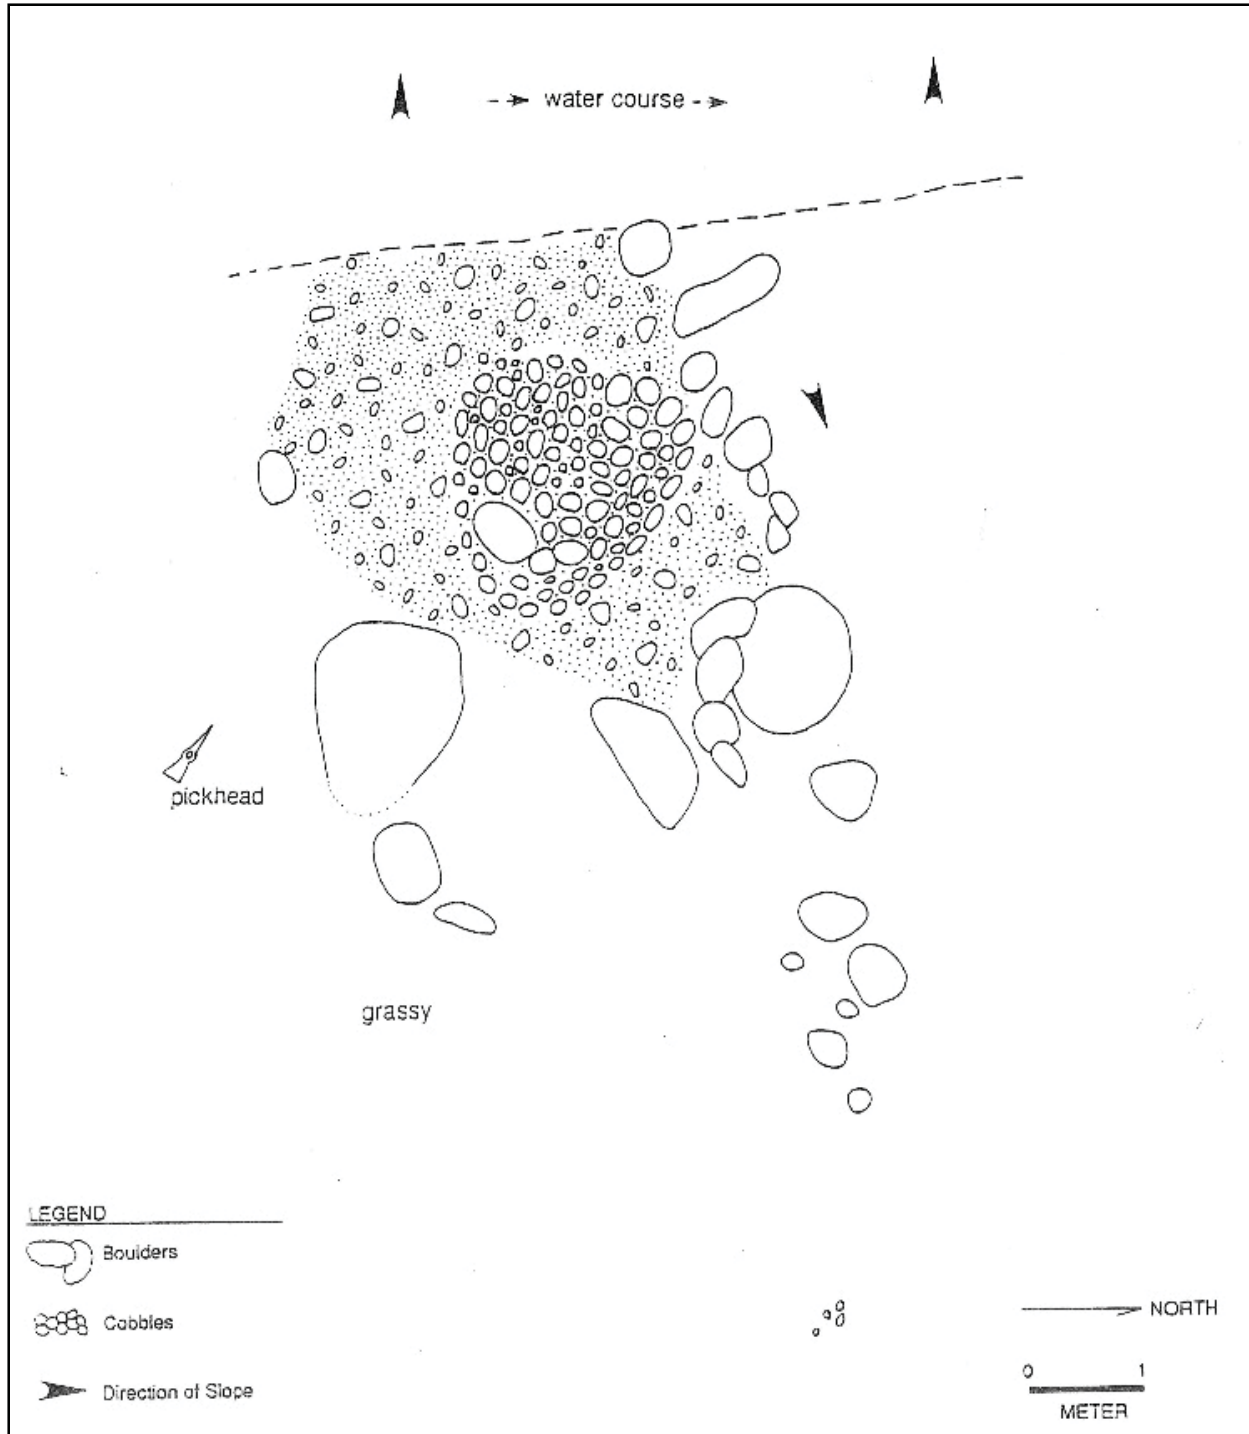 water course
pickhead
grassy
LEGEND
Boulders
Cobbles
Direction of Slope
NORTH
0 1
METER